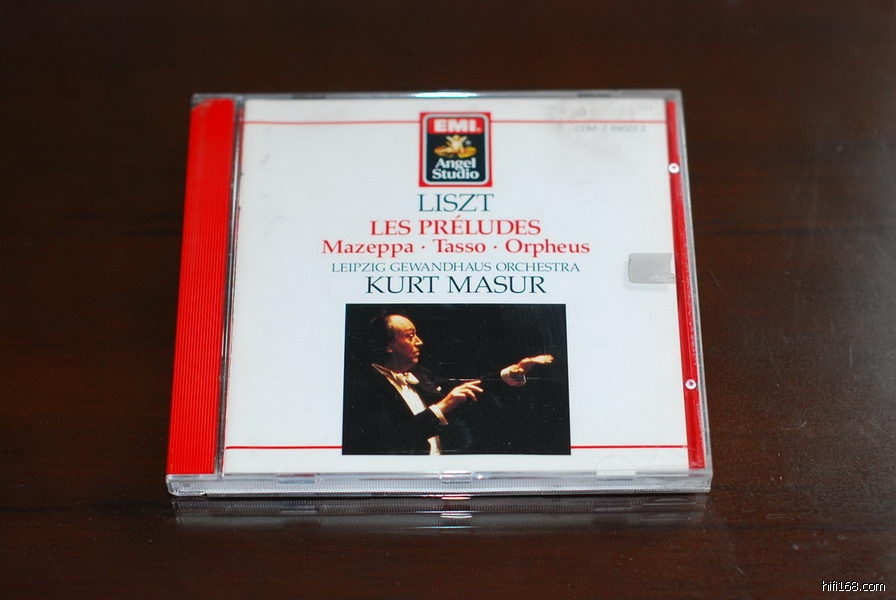 EMI
Angel
Studio
LISZT
LES PRÉLUDES
Mazeppa · Tasso · Orpheus
LEIPZIG GEWANDHAUS ORCHESTRA
KURT MASUR
hifi168.com